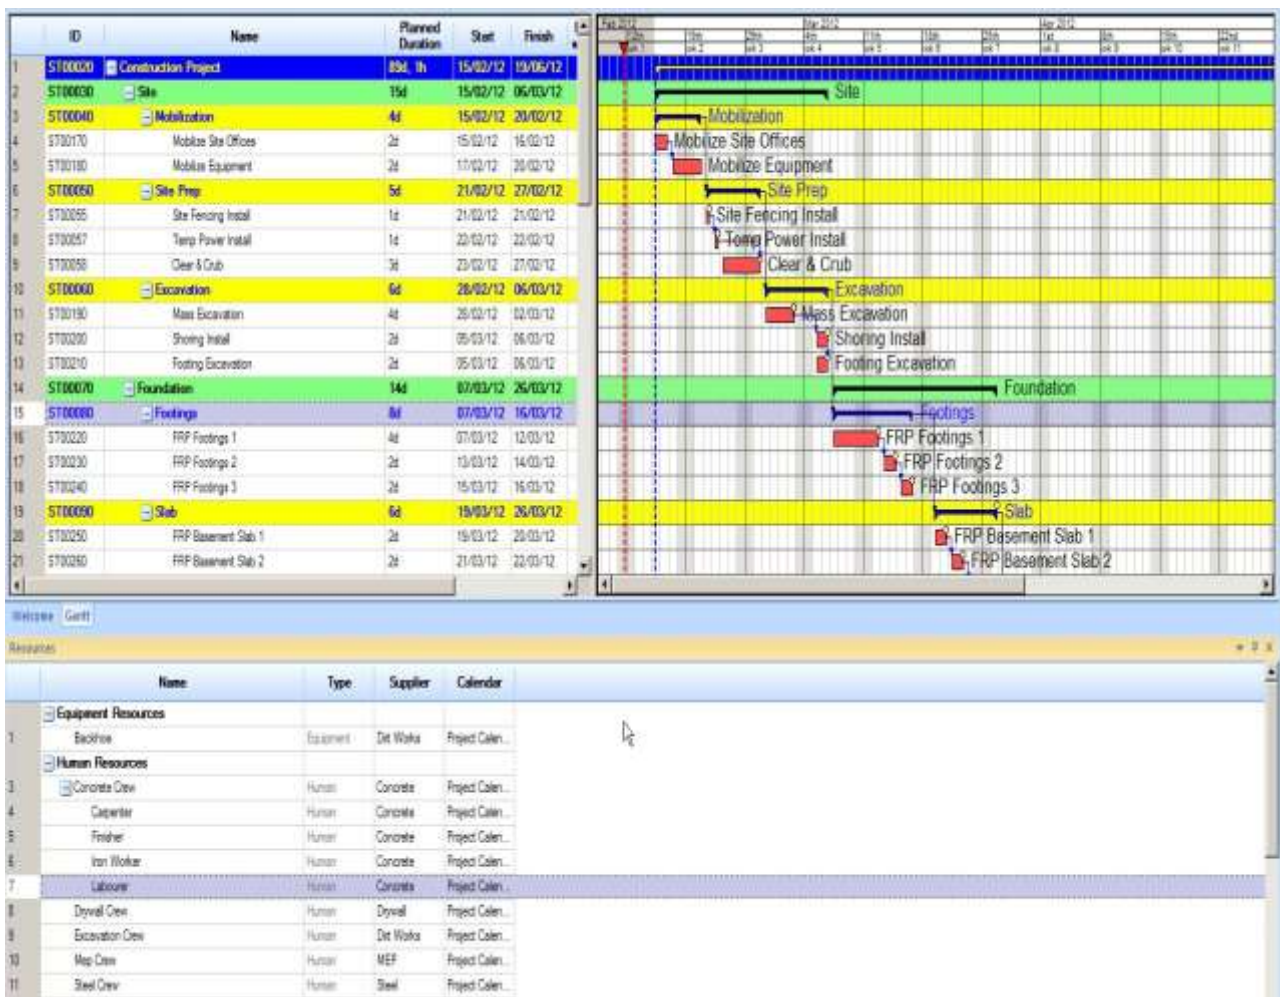 ID Name Planned Duration Start Finish
Feb 2012 Mar 2012 Apr 2012
1 ST00020 Construction Project 89d, 1h 15/02/12 19/06/12
2 ST00030 Site 15d 15/02/12 06/03/12 Site
3 ST00040 Mobilization 4d 15/02/12 20/02/12 Mobilization
4 ST00170 Mobilize Site Offices 2d 15/02/12 16/02/12 Mobilize Site Offices
5 ST00180 Mobilize Equipment 2d 17/02/12 20/02/12 Mobilize Equipment
6 ST00050 Site Prep 5d 21/02/12 27/02/12 Site Prep
7 ST00055 Site Fencing Install 1d 21/02/12 21/02/12 Site Fencing Install
8 ST00057 Temp Power Install 1d 22/02/12 22/02/12 Temp Power Install
9 ST00058 Clear & Crub 3d 23/02/12 27/02/12 Clear & Crub
10 ST00060 Excavation 6d 28/02/12 06/03/12 Excavation
11 ST00190 Mass Excavation 4d 28/02/12 02/03/12 Mass Excavation
12 ST00200 Shoring Install 2d 05/03/12 06/03/12 Shoring Install
13 ST00210 Footing Excavation 2d 05/03/12 06/03/12 Footing Excavation
14 ST00070 Foundation 14d 07/03/12 26/03/12 Foundation
15 ST00080 Footings 8d 07/03/12 16/03/12 Footings
16 ST00220 FRP Footings 1 4d 07/03/12 12/03/12 FRP Footings 1
17 ST00230 FRP Footings 2 2d 13/03/12 14/03/12 FRP Footings 2
18 ST00240 FRP Footings 3 2d 15/03/12 16/03/12 FRP Footings 3
19 ST00090 Slab 6d 19/03/12 26/03/12 Slab
20 ST00250 FRP Basement Slab 1 2d 19/03/12 20/03/12 FRP Basement Slab 1
21 ST00260 FRP Basement Slab 2 2d 21/03/12 22/03/12 FRP Basement Slab 2
Welcome Gantt
Resources
Name Type Supplier Calendar
Equipment Resources
1 Backhoe Equipment Dirt Works Project Calen...
Human Resources
3 Concrete Crew Human Concrete Project Calen...
4 Carpenter Human Concrete Project Calen...
5 Finisher Human Concrete Project Calen...
6 Iron Worker Human Concrete Project Calen...
7 Labourer Human Concrete Project Calen...
8 Drywall Crew Human Drywall Project Calen...
9 Excavation Crew Human Dirt Works Project Calen...
10 Mep Crew Human MEP Project Calen...
11 Steel Crew Human Steel Project Calen...